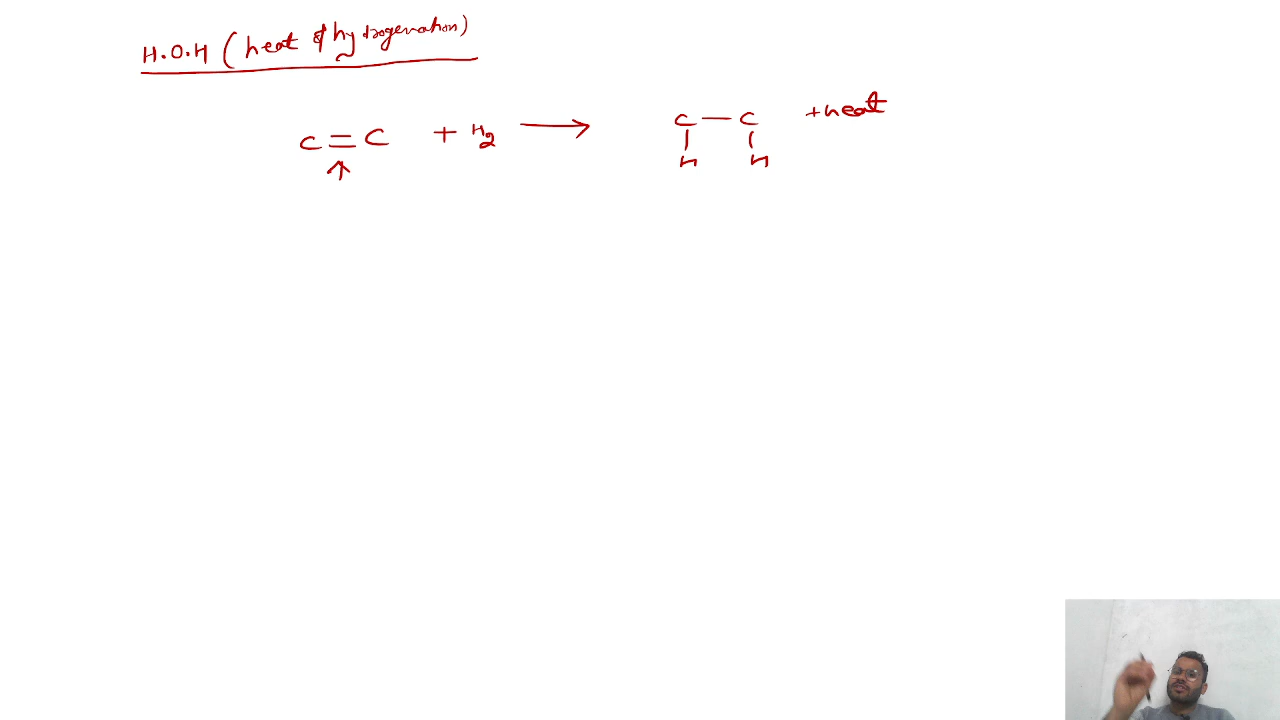 H.O.H (heat of hydrogenation)
C = C + H2 → C — C + heat
H H